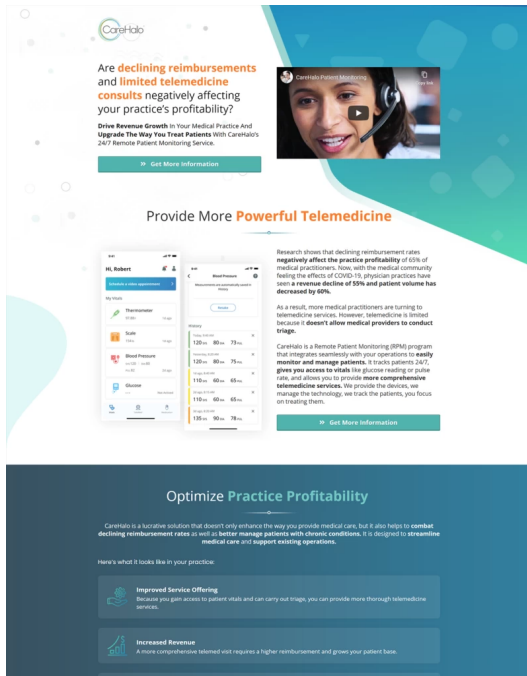 CareHalo
Are declining reimbursements
and limited telemedicine
consults negatively affecting
your practice's profitability?
Drive Revenue Growth In Your Medical Practice And
Upgrade The Way You Treat Patients With CareHalo's
24/7 Remote Patient Monitoring Service.
Get More Information
CareHalo Patient Monitoring
Provide More Powerful Telemedicine
Hi, Robert
Schedule a video appointment
My Vitals
Thermometer
Scale
Blood Pressure
Glucose
Blood Pressure
Measurements are automatically saved in
History.
History
120 80 73
120 80 75
110 60 65
110 60 65
135 90 78
Research shows that declining reimbursement rates
negatively affect the practice profitability of 65% of
medical practitioners. Now, with the medical community
feeling the effects of COVID-19, physician practices have
seen a revenue decline of 55% and patient volume has
decreased by 60%.
As a result, more medical practitioners are turning to
telemedicine services. However, telemedicine is limited
because it doesn't allow medical providers to conduct
triage.
CareHalo is a Remote Patient Monitoring (RPM) program
that integrates seamlessly with your operations to easily
monitor and manage patients. It tracks patients 24/7,
gives you access to vitals like glucose reading or pulse
rate, and allows you to provide more comprehensive
telemedicine services. We provide the devices, we
manage the technology, we track the patients, you focus
on treating them.
Get More Information
Optimize Practice Profitability
CareHalo is a lucrative solution that doesn't only enhance the way you provide medical care, but it also helps to combat
declining reimbursement rates as well as better manage patients with chronic conditions. It is designed to streamline
medical care and support existing operations.
Here's what it looks like in your practice:
Improved Service Offering
Because you gain access to patient vitals and can carry out triage, you can provide more thorough telemedicine
services.
Increased Revenue
A more comprehensive telemed visit requires a higher reimbursement and grows your patient base.